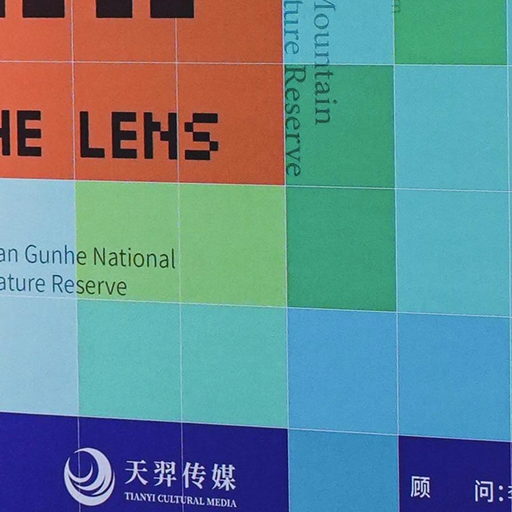 HE LENS
Mountain
ture Reserve
an Gunhe National
ature Reserve
天羿传媒
TIANYI CULTURAL MEDIA
顾 问: